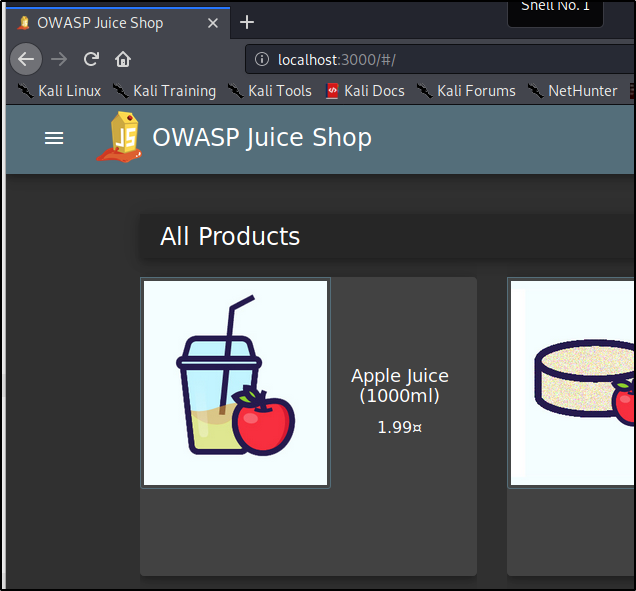 Shell No. 1
OWASP Juice Shop
localhost:3000/#/
Kali Linux Kali Training Kali Tools Kali Docs Kali Forums NetHunter
JS OWASP Juice Shop
All Products
Apple Juice
(1000ml)
1.99¤